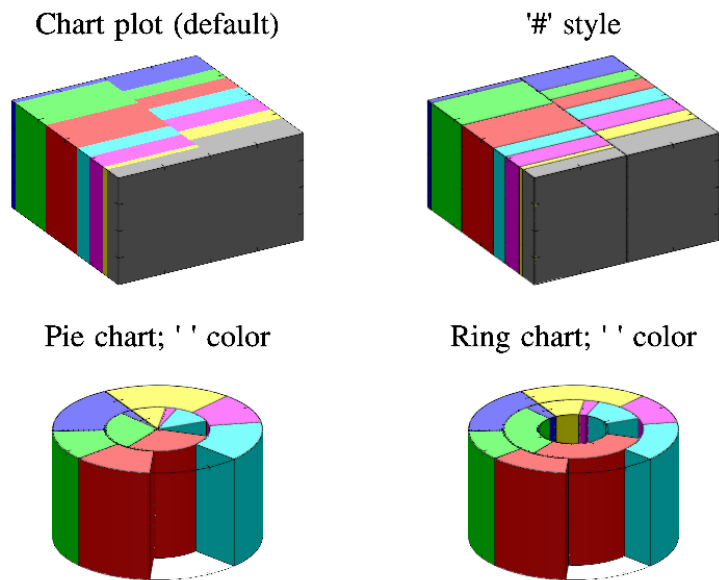 Chart plot (default)
'#' style
Pie chart; ' ' color
Ring chart; ' ' color